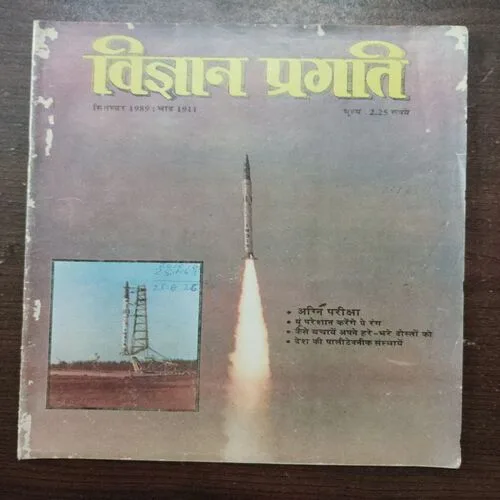 विज्ञान प्रगति
सितम्बर 1989 : भाद्र 1911
मूल्य 2.25 रुपये
अग्नि परीक्षा
यूं परेशान करेंगे ये रंग
कैसे बचायें अपने हरे-भरे दोस्तों को
देश की पालीटेक्नीक संस्थायें